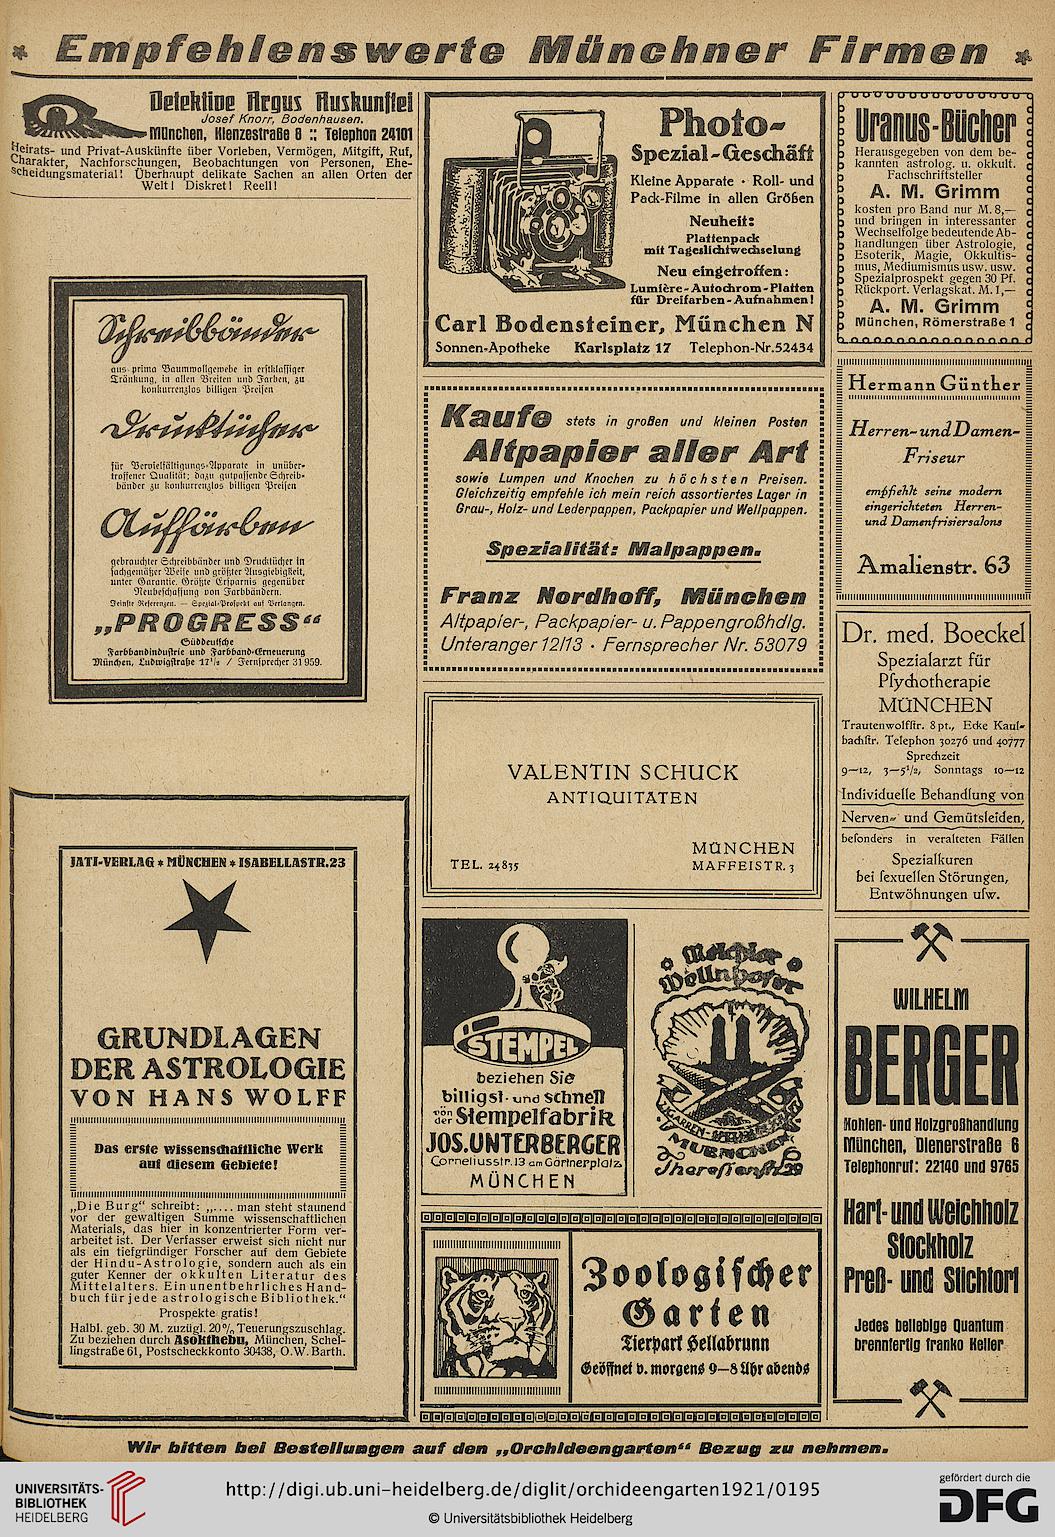 * Empfehlenswerte Münchner Firmen *
Detektive Argus Auskunftei
Josef Knorr, Bodenhausen.
München, Klenzestraße 8 :: Telephon 24101
Heirats- und Privat-Auskünfte über Vorleben, Vermögen, Mitgift, Ruf,
Charakter, Nachforschungen, Beobachtungen von Personen, Ehe-
scheidungsmaterial! Überhaupt delikate Sachen an allen Orten der
Welt! Diskret! Reell!
Schreibbänder
aus prima Baumwollgewebe in erstklassiger
Tränkung, in allen Breiten und Farben, zu
konkurrenzlos billigen Preisen
Drucktücher
für Vervielfältigungs-Apparate in unüber-
troffener Qualität; dazu gutpassende Schreib-
bänder zu konkurrenzlos billigen Preisen
Auffärben
gebrauchter Schreibbänder und Drucktücher in
sachgemäßer Weise und größter Ausgiebigkeit,
unter Garantie. Größte Ersparnis gegenüber
Neubeschaffung von Farbbändern.
Feinste Referenzen. — Spezial-Prospekt auf Verlangen.
„PROGRESS“
Süddeutsche
Farbbandindustrie und Farbband-Erneuerung
München, Ludwigstraße 17¹/₂ / Fernsprecher 31959.
JATI-VERLAG * MÜNCHEN * ISABELLASTR.23
GRUNDLAGEN
DER ASTROLOGIE
VON HANS WOLFF
Das erste wissenschaftliche Werk
auf diesem Gebiete!
„Die Burg“ schreibt: „.... man steht staunend
vor der gewaltigen Summe wissenschaftlichen
Materials, das hier in konzentrierter Form ver-
arbeitet ist. Der Verfasser erweist sich nicht nur
als ein tiefgründiger Forscher auf dem Gebiete
der Hindu-Astrologie, sondern auch als ein
guter Kenner der okkulten Literatur des
Mittelalters. Ein unentbehrliches Hand-
buch für jede astrologische Bibliothek.“
Prospekte gratis!
Halbl. geb. 30 M. zuzügl. 20% Teuerungszuschlag.
Zu beziehen durch Asokthebu, München, Schel-
lingstraße 61, Postscheckkonto 30438, O.W. Barth.
Photo-
Spezial-Geschäft
Kleine Apparate · Roll- und
Pack-Filme in allen Größen
Neuheit:
Plattenpack
mit Tageslichtwechselung
Neu eingetroffen:
Lumière-Autochrom-Platten
für Dreifarben-Aufnahmen!
Carl Bodensteiner, München N
Sonnen-Apotheke Karlsplatz 17 Telephon-Nr.52434
Kaufe stets in großen und kleinen Posten
Altpapier aller Art
sowie Lumpen und Knochen zu höchsten Preisen.
Gleichzeitig empfehle ich mein reich assortiertes Lager in
Grau-, Holz- und Lederpappen, Packpapier und Wellpappen.
Spezialität: Malpappen.
Franz Nordhoff, München
Altpapier-, Packpapier- u. Pappengroßhdlg.
Unteranger 12/13 · Fernsprecher Nr. 53079
VALENTIN SCHUCK
ANTIQUITATEN
MÜNCHEN
TEL. 24835 MAFFEISTR. 3
STEMPEL
beziehen Sie
billigst- und schnell
von der Stempelfabrik
JOS.UNTERBERGER
Corneliusstr. 13 am Gärtnerplatz
MÜNCHEN
Melchior
Wellnhofer
ZIGARREN-
MUENCHEN
Theresienstr 29
Zoologischer
Garten
Tierpark Hellabrunn
Geöffnet v. morgens 9—8 Uhr abends
Uranus-Bücher
Herausgegeben von dem be-
kannten astrolog. u. okkult.
Fachschriftsteller
A. M. Grimm
kosten pro Band nur M. 8,—
und bringen in interessanter
Wechselfolge bedeutende Ab-
handlungen über Astrologie,
Esoterik, Magie, Okkultis-
mus, Mediumismus usw. usw.
Spezialprospekt gegen 30 Pf.
Rückport. Verlagskat. M. 1,—
A. M. Grimm
München, Römerstraße 1
Hermann Günther
Herren- und Damen-
Friseur
empfiehlt seine modern
eingerichteten Herren-
und Damenfrisiersalons
Amalienstr. 63
Dr. med. Boeckel
Spezialarzt für
Psychotherapie
MÜNCHEN
Trautenwolfstr. 8 pt., Ecke Kaul-
bachstr. Telephon 30276 und 40777
Sprechzeit
9—12, 3—5¹/₂, Sonntags 10—12
Individuelle Behandlung von
Nerven- und Gemütsleiden,
besonders in veralteten Fällen
Spezialkuren
bei sexuellen Störungen,
Entwöhnungen usw.
WILHELM
BERGER
Kohlen- und Holzgroßhandlung
München, Dienerstraße 6
Telephonruf: 22140 und 9765
Hart- und Weichholz
Stockholz
Preß- und Stichtorf
Jedes beliebige Quantum
brennfertig franko Keller
Wir bitten bei Bestellungen auf den „Orchideengarten“ Bezug zu nehmen.
UNIVERSITÄTS-
BIBLIOTHEK
HEIDELBERG
http://digi.ub.uni-heidelberg.de/diglit/orchideengarten1921/0195
© Universitätsbibliothek Heidelberg
gefördert durch die
DFG